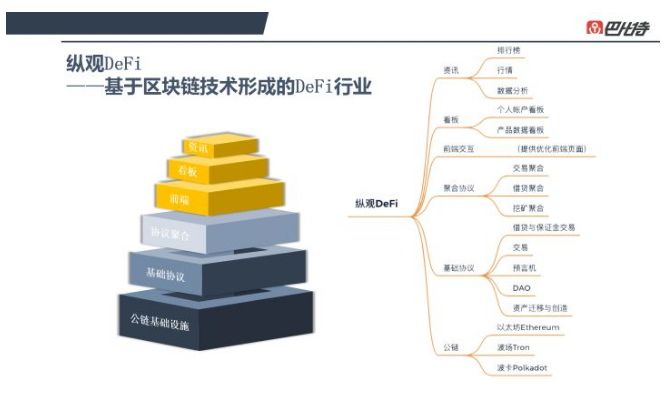 巴比特
纵观DeFi
——基于区块链技术形成的DeFi行业
资讯
看板
前端
协议聚合
基础协议
公链基础设施
纵观DeFi
资讯
排行榜
行情
数据分析
看板
个人帐户看板
产品数据看板
前端交互
(提供优化前端页面)
聚合协议
交易聚合
借贷聚合
挖矿聚合
基础协议
借贷与保证金交易
交易
预言机
DAO
资产迁移与创造
公链
以太坊Ethereum
波场Tron
波卡Polkadot